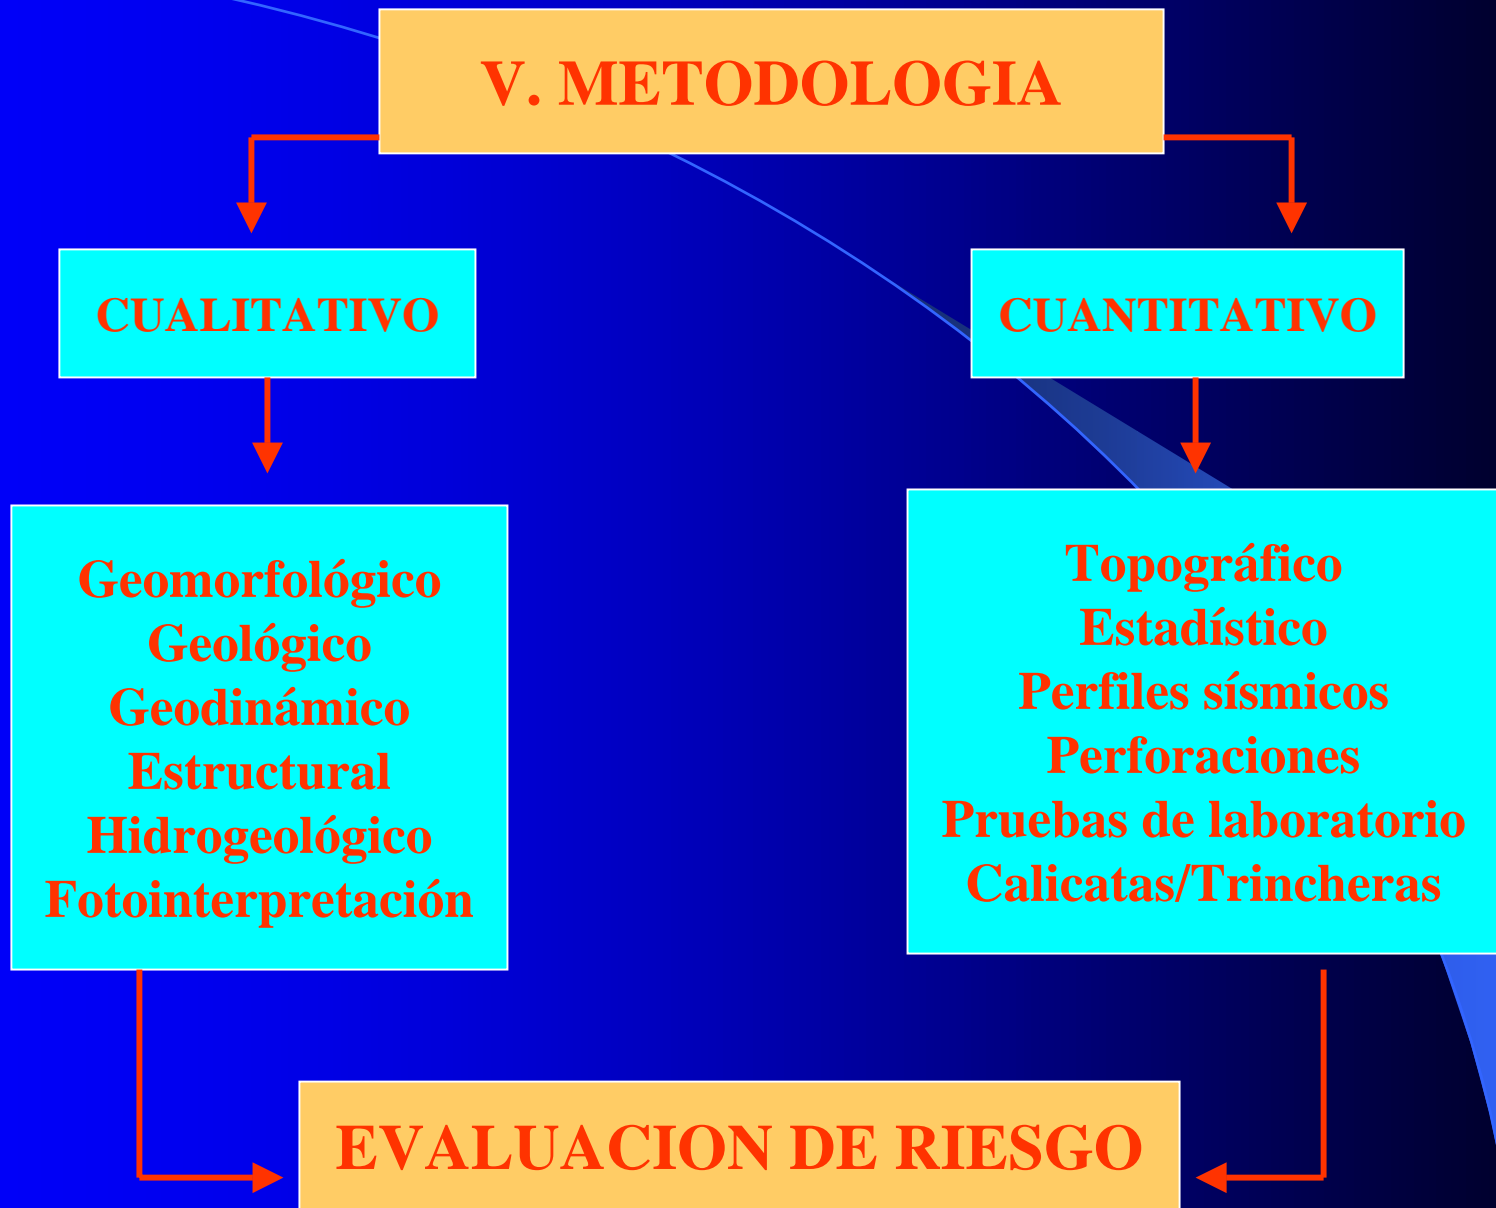 V. METODOLOGIA
CUALITATIVO
CUANTITATIVO
Geomorfológico
Geológico
Geodinámico
Estructural
Hidrogeológico
Fotointerpretación
Topográfico
Estadístico
Perfiles sísmicos
Perforaciones
Pruebas de laboratorio
Calicatas/Trincheras
EVALUACION DE RIESGO